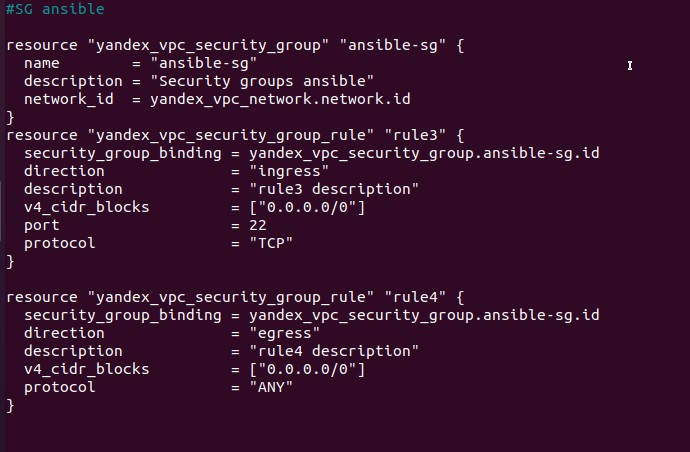 #SG ansible
resource "yandex_vpc_security_group" "ansible-sg" {
  name        = "ansible-sg"
  description = "Security groups ansible"
  network_id  = yandex_vpc_network.network.id
}
resource "yandex_vpc_security_group_rule" "rule3" {
  security_group_binding = yandex_vpc_security_group.ansible-sg.id
  direction              = "ingress"
  description            = "rule3 description"
  v4_cidr_blocks         = ["0.0.0.0/0"]
  port                   = 22
  protocol               = "TCP"
}
resource "yandex_vpc_security_group_rule" "rule4" {
  security_group_binding = yandex_vpc_security_group.ansible-sg.id
  direction              = "egress"
  description            = "rule4 description"
  v4_cidr_blocks         = ["0.0.0.0/0"]
  protocol               = "ANY"
}